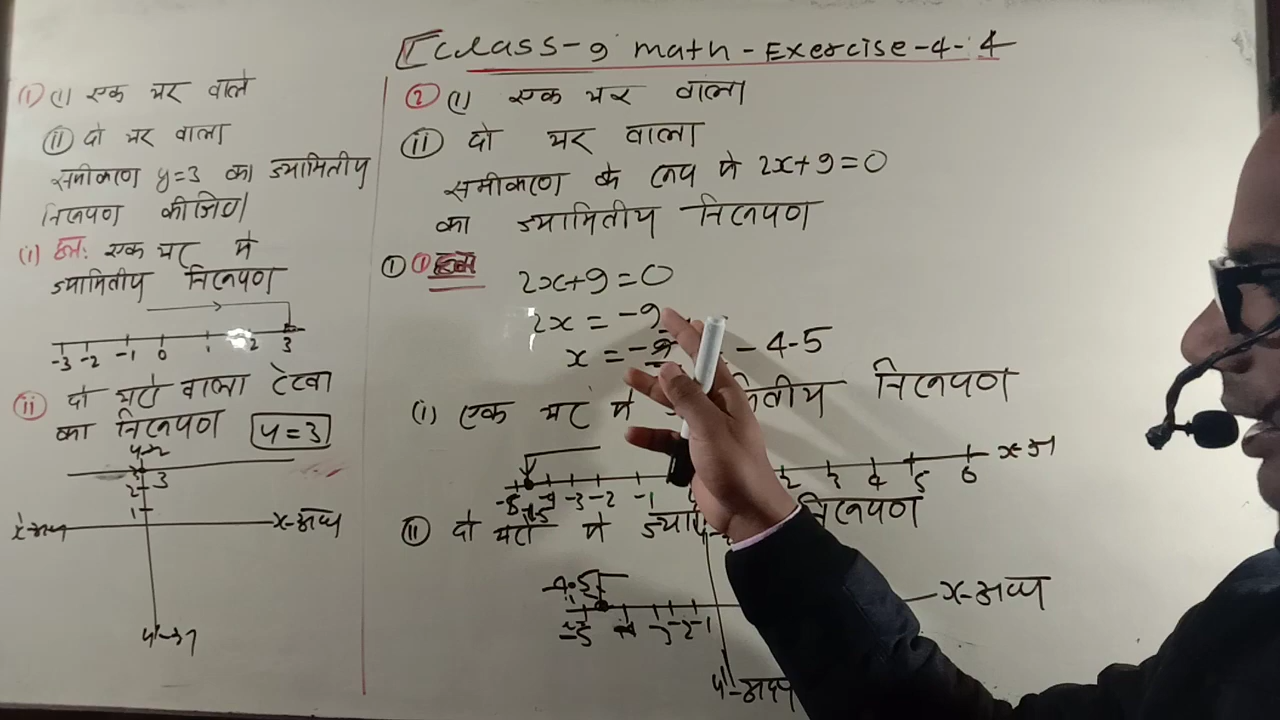 Class-9 math - Exercise-4.4
① (i) एक चर वाले
(ii) दो चर वाला
समीकरण y=3 का ज्यामितीय
निरूपण कीजिए
(i) हल: एक चर मे
ज्यामितीय निरूपण
-3 -2 -1 0 1 2 3
(ii) दो चरो वाला
का निरूपण y=3
3
2
1
x-अक्ष
② (i) एक चर वाला
(ii) दो चर वाला
समीकरण के रूप मे 2x+9=0
का ज्यामितीय निरूपण
① ① हल
2x+9=0
2x = -9
x = -9 - 4.5
(i) एक चर मे निरूपण
-5 -4 -3 -2 -1 2 3 4 5 6 x-अ
(ii) दो चरो मे निरूपण
-4.5
-5 -4 -3 -2 -1 x-अक्ष
y'-अक्ष